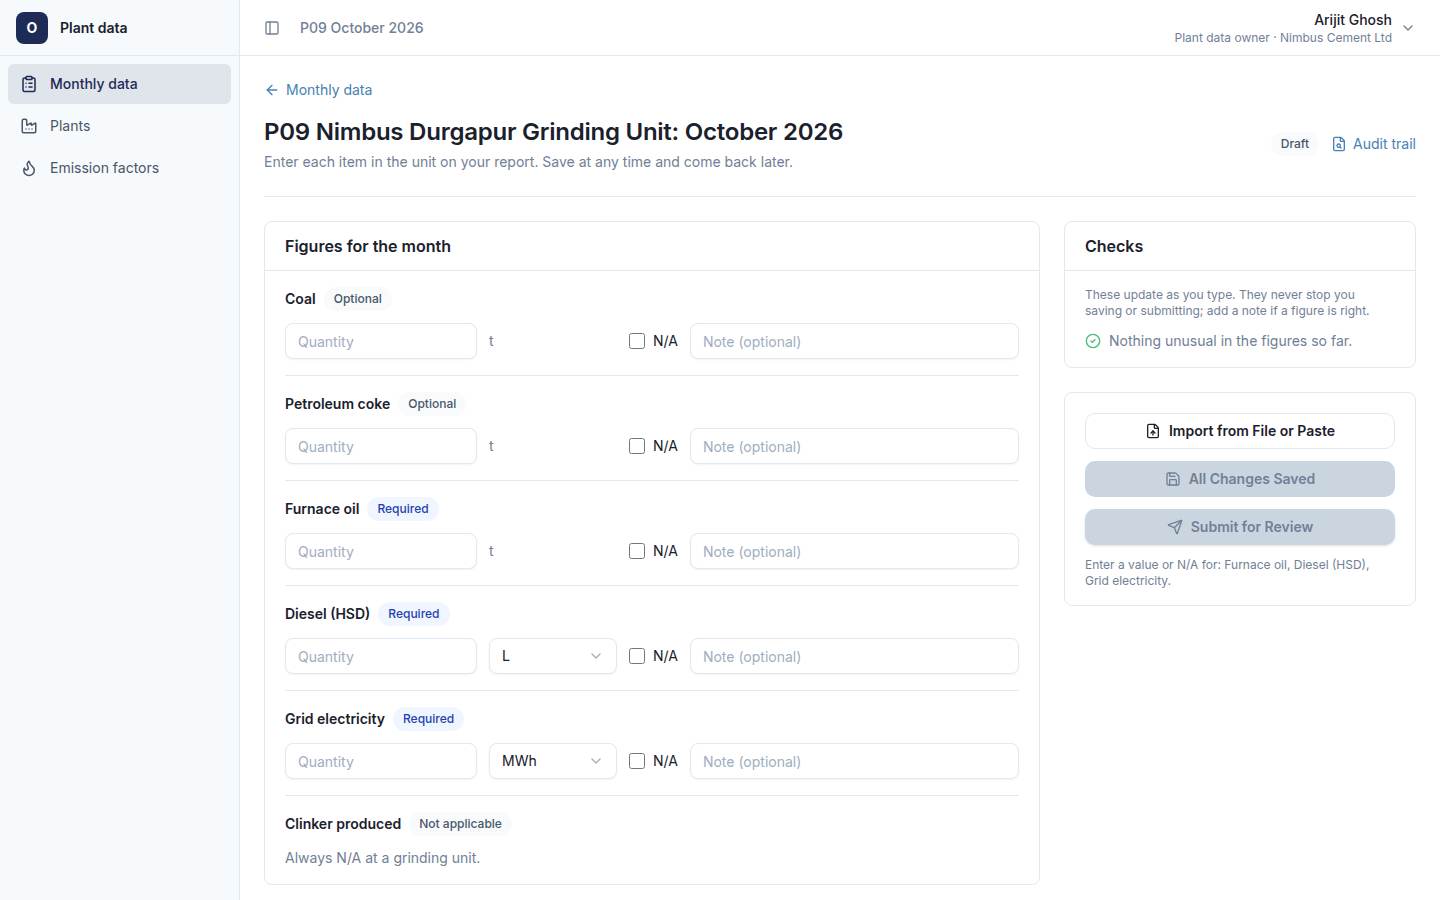 O Plant data
Monthly data
Plants
Emission factors
P09 October 2026
Arijit Ghosh
Plant data owner · Nimbus Cement Ltd
Monthly data
P09 Nimbus Durgapur Grinding Unit: October 2026
Enter each item in the unit on your report. Save at any time and come back later.
Draft
Audit trail
Figures for the month
Coal Optional
Quantity t N/A Note (optional)
Petroleum coke Optional
Quantity t N/A Note (optional)
Furnace oil Required
Quantity t N/A Note (optional)
Diesel (HSD) Required
Quantity L N/A Note (optional)
Grid electricity Required
Quantity MWh N/A Note (optional)
Clinker produced Not applicable
Always N/A at a grinding unit.
Checks
These update as you type. They never stop you
saving or submitting; add a note if a figure is right.
Nothing unusual in the figures so far.
Import from File or Paste
All Changes Saved
Submit for Review
Enter a value or N/A for: Furnace oil, Diesel (HSD),
Grid electricity.